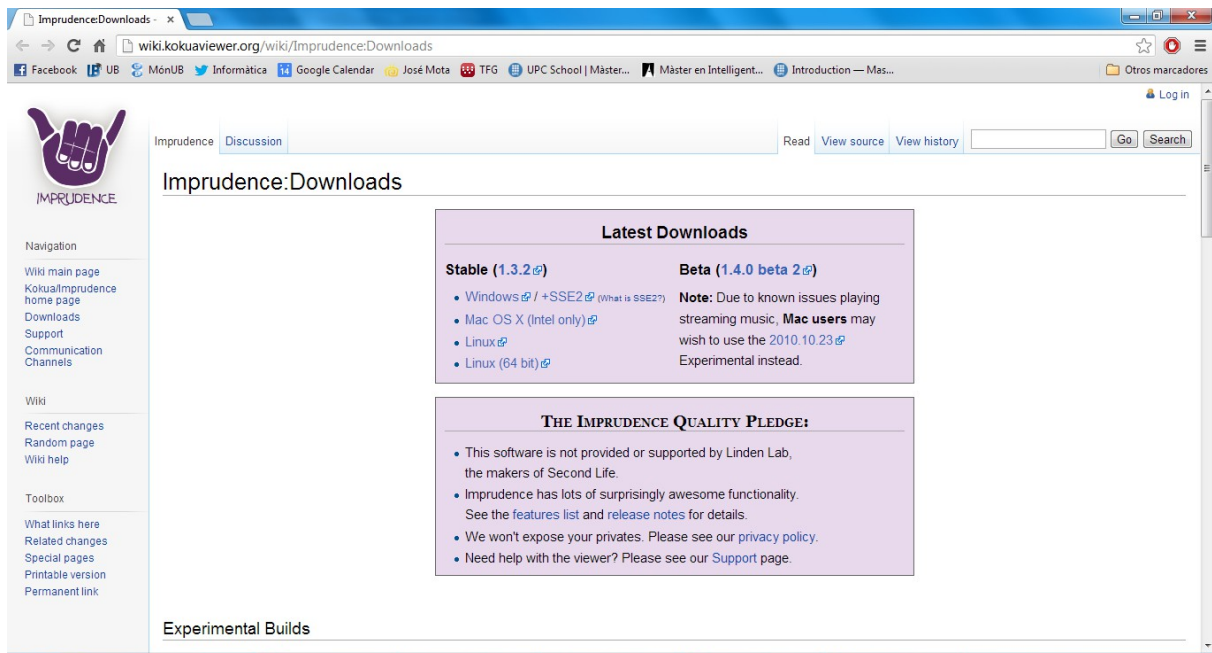 Imprudence:Downloads -
wiki.kokuaviewer.org/wiki/Imprudence:Downloads
Facebook UB MónUB Informàtica 14 Google Calendar José Mota TFG UPC School | Màster... Màster en Intelligent... Introduction — Mas... Otros marcadores
Log in
IMPRUDENCE
Imprudence Discussion Read View source View history Go Search
Imprudence:Downloads
Navigation
Wiki main page
Kokua/Imprudence
home page
Downloads
Support
Communication
Channels
Wiki
Recent changes
Random page
Wiki help
Toolbox
What links here
Related changes
Special pages
Printable version
Permanent link
Latest Downloads
Stable (1.3.2)
• Windows / +SSE2 (What is SSE2?)
• Mac OS X (Intel only)
• Linux
• Linux (64 bit)
Beta (1.4.0 beta 2)
Note: Due to known issues playing
streaming music, Mac users may
wish to use the 2010.10.23
Experimental instead.
THE IMPRUDENCE QUALITY PLEDGE:
• This software is not provided or supported by Linden Lab,
the makers of Second Life.
• Imprudence has lots of surprisingly awesome functionality.
See the features list and release notes for details.
• We won't expose your privates. Please see our privacy policy.
• Need help with the viewer? Please see our Support page.
Experimental Builds